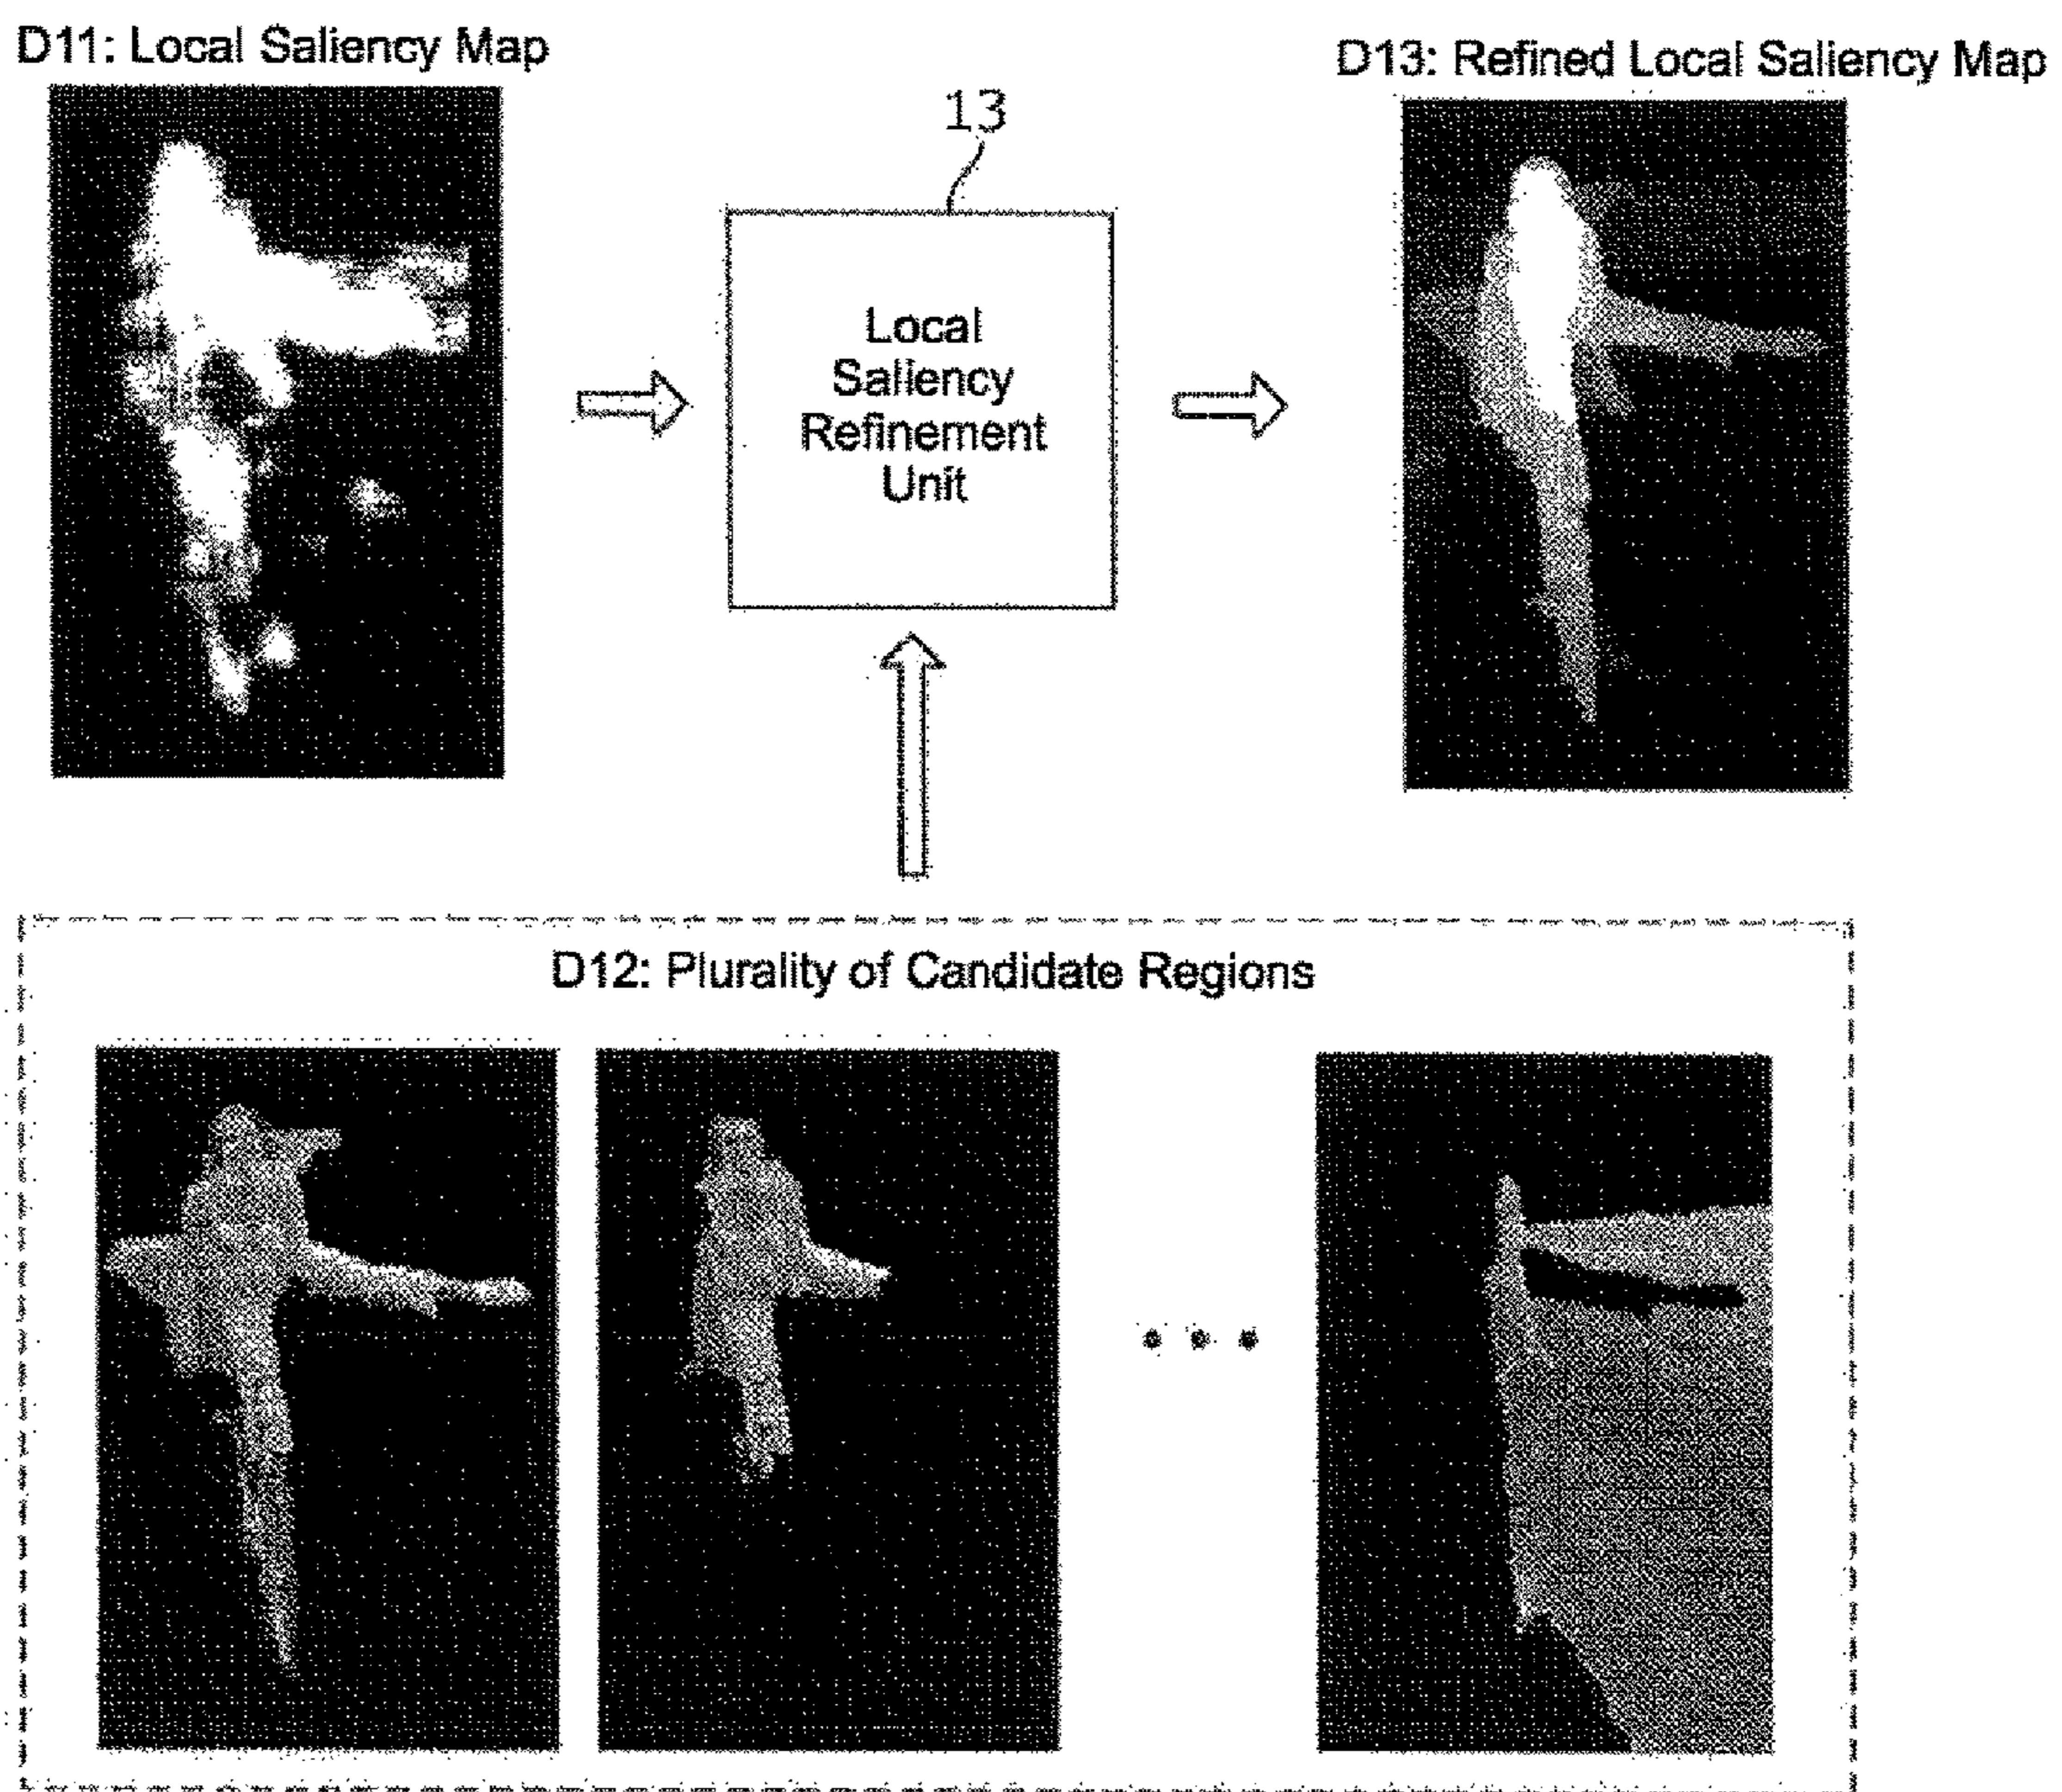 D11: Local Saliency Map
D13: Refined Local Saliency Map
13
Local
Saliency
Refinement
Unit
D12: Plurality of Candidate Regions